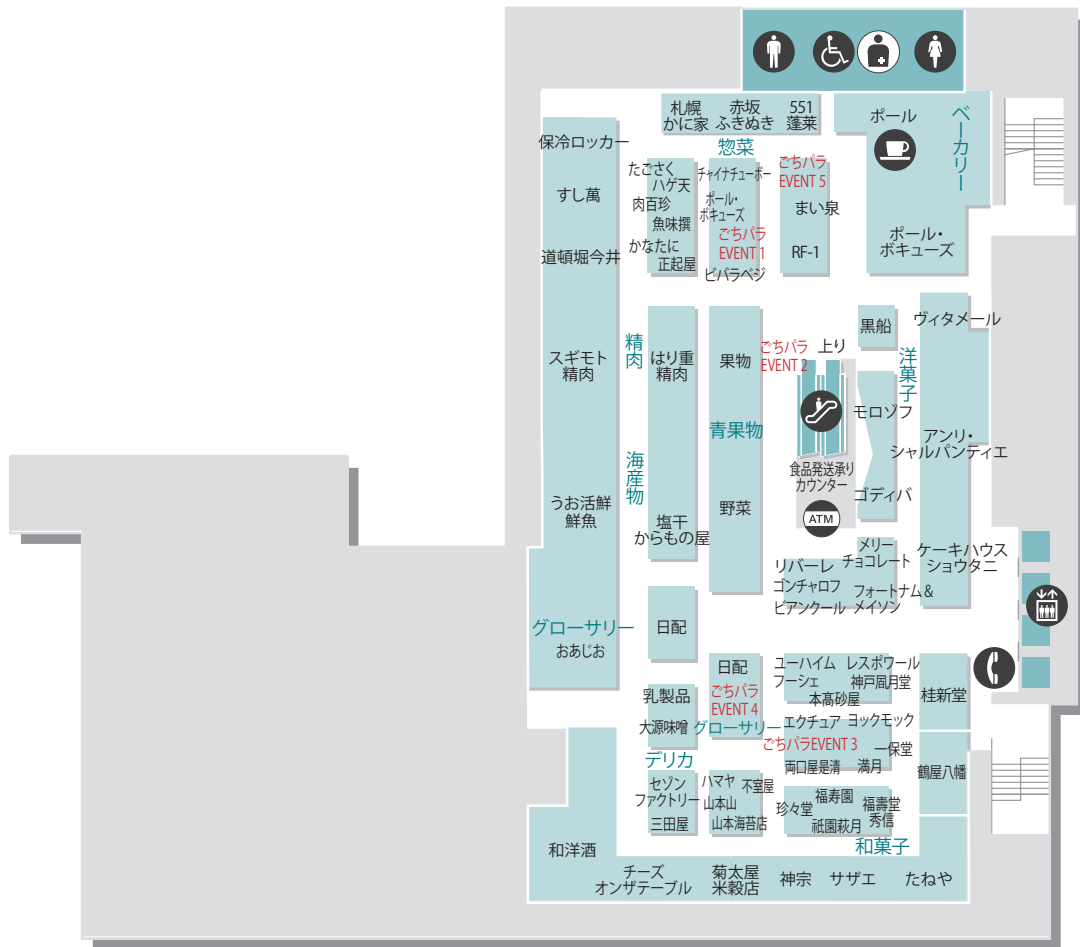 札幌
かに家
赤坂
ふきぬき
551
蓬莱
ポール
ベーカリー
保冷ロッカー
惣菜
たごさく
ハゲ天
肉百珍
魚味撰
かなたに
正起屋
チャイナチューボー
ポール・
ボキューズ
ごちパラ
EVENT 1
ビバラベジ
ごちパラ
EVENT 5
まい泉
RF-1
ポール・
ボキューズ
すし萬
道頓堀今井
スギモト
精肉
精肉
はり重
精肉
果物
ごちパラ
EVENT 2
上り
黒船
洋菓子
ヴィタメール
モロゾフ
青果物
アンリ・
シャルパンティエ
海産物
食品発送承り
カウンター
ATM
ゴディバ
うお活鮮
鮮魚
塩干
からもの屋
野菜
メリー
チョコレート
リバーレ
ゴンチャロフ
ビアンクール
フォートナム&
メイソン
ケーキハウス
ショウタニ
グローサリー
おあじお
日配
日配
ごちパラ
EVENT 4
グローサリー
乳製品
大源味噌
デリカ
ユーハイム
フーシェ
レスポワール
神戸凮月堂
本髙砂屋
エクチュア
ヨックモック
ごちパラEVENT 3
一保堂
両口屋是清
満月
桂新堂
鶴屋八幡
セゾン
ファクトリー
三田屋
ハマヤ
不室屋
山本山
山本海苔店
珍々堂
福寿園
祇園萩月
福壽堂
秀信
和菓子
和洋酒
チーズ
オンザテーブル
菊太屋
米穀店
神宗
サザエ
たねや